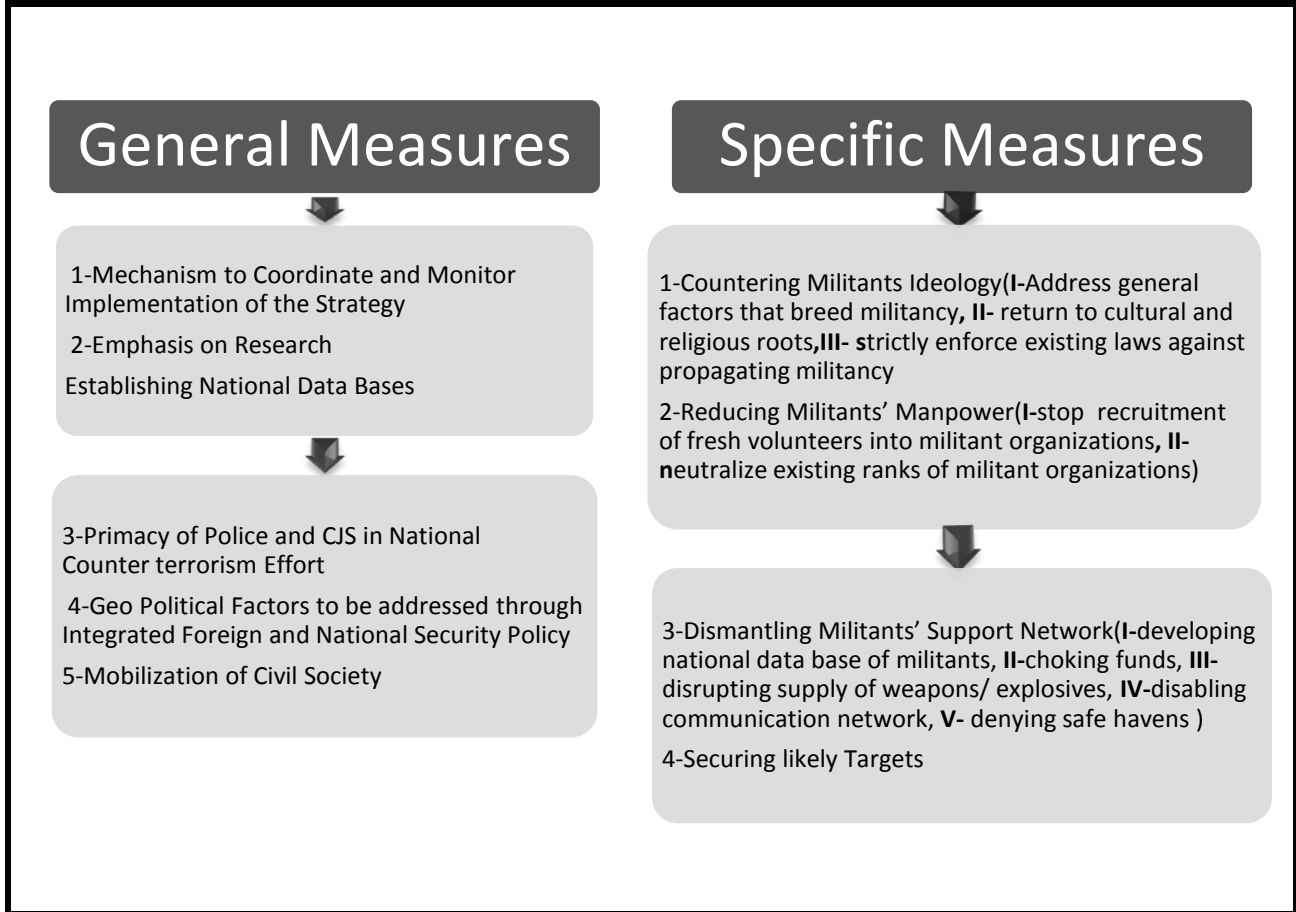 General Measures
1-Mechanism to Coordinate and Monitor
Implementation of the Strategy
2-Emphasis on Research
Establishing National Data Bases
3-Primacy of Police and CJS in National
Counter terrorism Effort
4-Geo Political Factors to be addressed through
Integrated Foreign and National Security Policy
5-Mobilization of Civil Society
Specific Measures
1-Countering Militants Ideology(I-Address general
factors that breed militancy, II- return to cultural and
religious roots,III- strictly enforce existing laws against
propagating militancy
2-Reducing Militants’ Manpower(I-stop recruitment
of fresh volunteers into militant organizations, II-
neutralize existing ranks of militant organizations)
3-Dismantling Militants’ Support Network(I-developing
national data base of militants, II-choking funds, III-
disrupting supply of weapons/ explosives, IV-disabling
communication network, V- denying safe havens )
4-Securing likely Targets